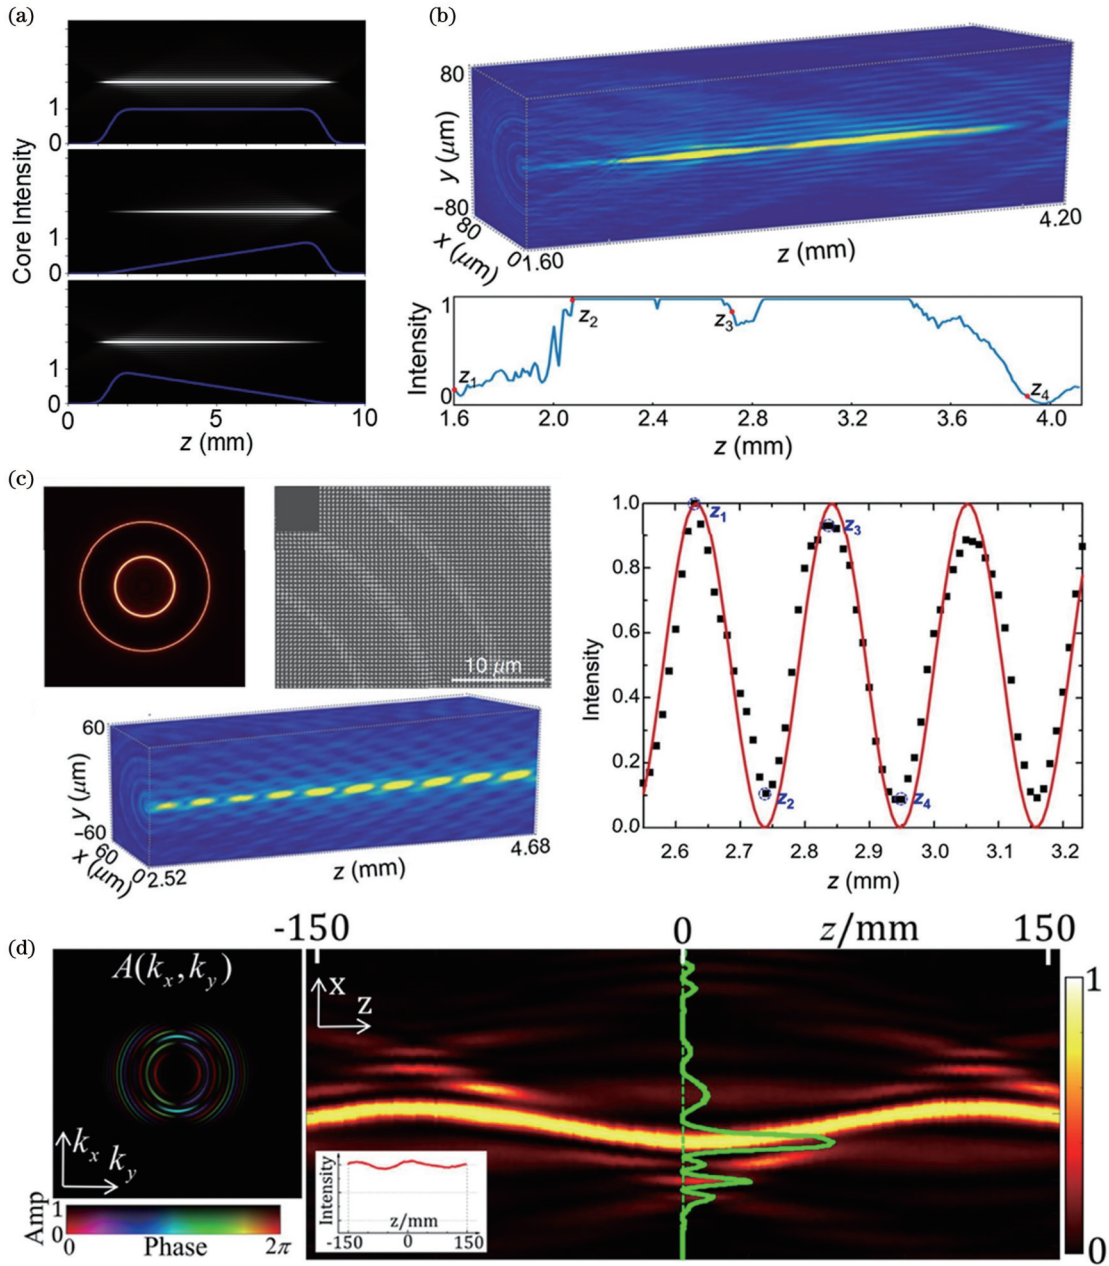 (a)
Core Intensity
1
0
1
0
1
0
0
5
10
z (mm)
(b)
80
y (μm)
−80
80
x (μm)
0
1.60
z (mm)
4.20
Intensity
1
0
z1
z2
z3
z4
1.6
2.0
2.4
2.8
3.2
3.6
4.0
z (mm)
(c)
10 μm
60
y (μm)
−60
60
x (μm)
0
2.52
z (mm)
4.68
Intensity
1.0
0.8
0.6
0.4
0.2
0.0
z1
z2
z3
z4
2.6
2.7
2.8
2.9
3.0
3.1
3.2
z (mm)
(d)
A(kx, ky)
kx
ky
Amp
1
0
0
Phase
2π
-150
0
z/mm
150
x
z
Intensity
z/mm
-150
0
150
1
0